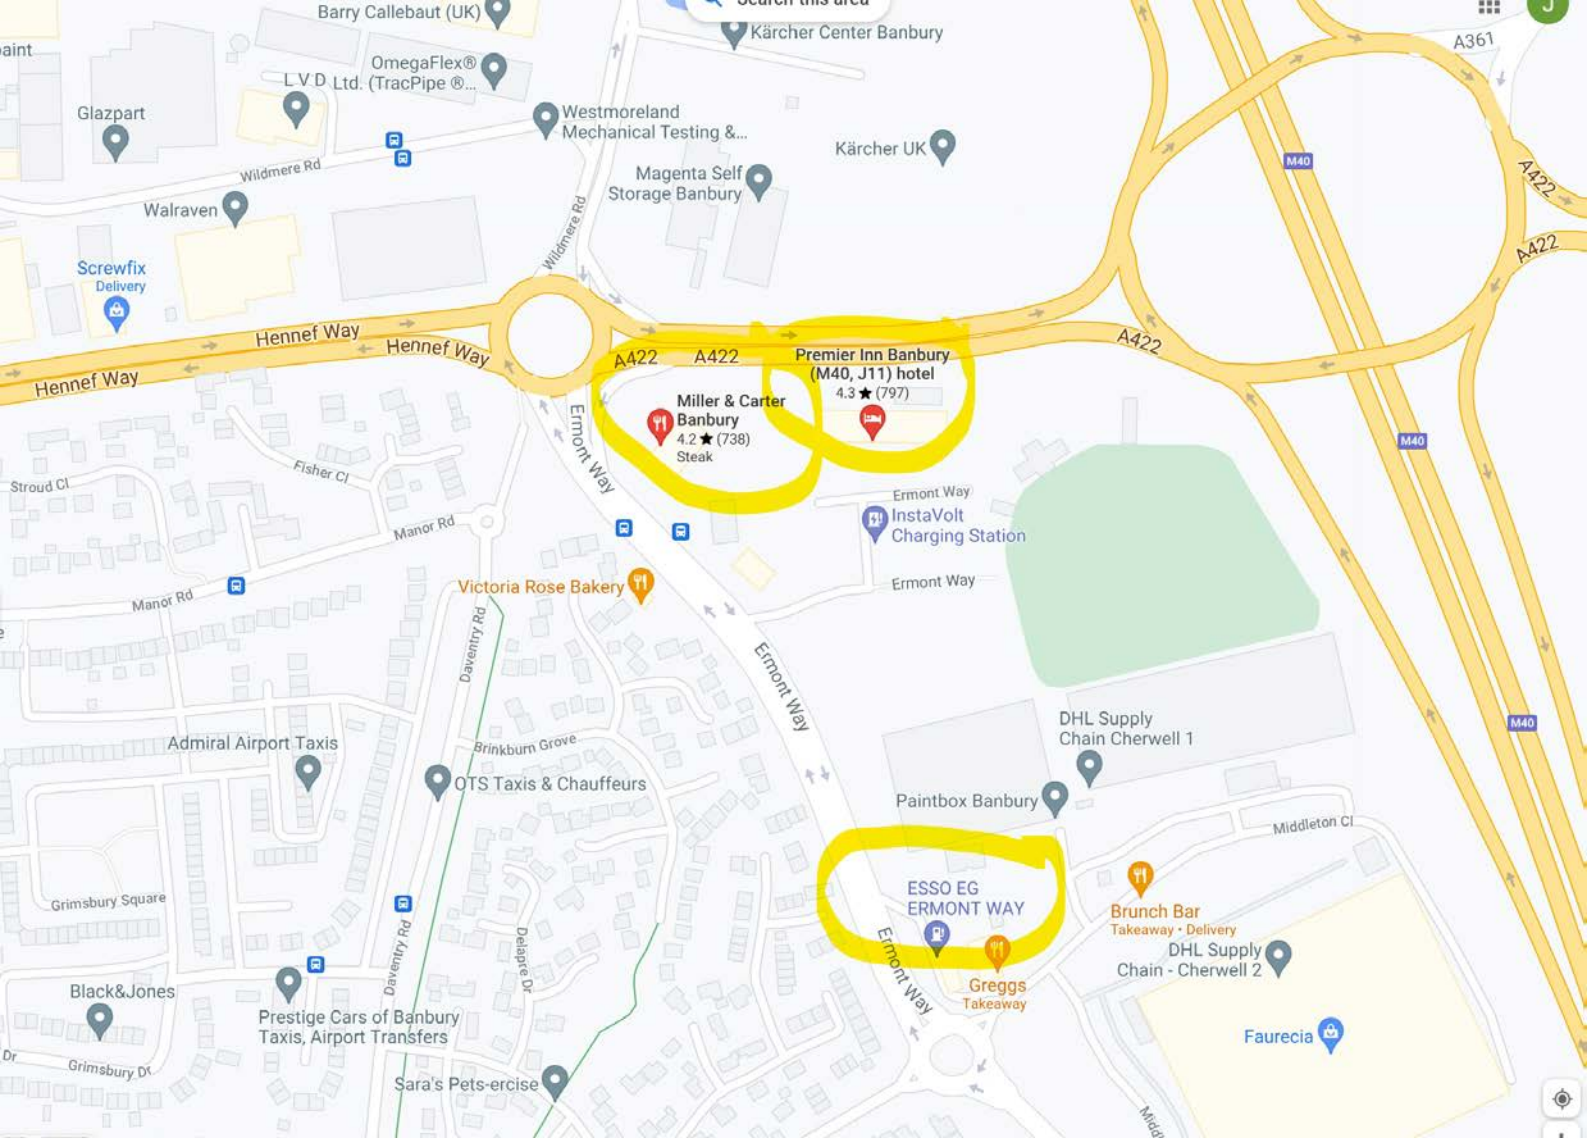 Barry Callebaut (UK)
Search this area
J
aint
Kärcher Center Banbury
A361
OmegaFlex®
L V D
Ltd. (TracPipe ®...
Glazpart
Westmoreland
Mechanical Testing &...
Kärcher UK
M40
Wildmere Rd
Magenta Self
Storage Banbury
A422
Walraven
Wildmere Rd
A422
Screwfix
Delivery
Hennef Way
Hennef Way
A422
A422
A422
Premier Inn Banbury
(M40, J11) hotel
4.3 ★ (797)
Hennef Way
Miller & Carter
Banbury
4.2 ★ (738)
Steak
Ermont Way
M40
Fisher Cl
Stroud Cl
Ermont Way
Manor Rd
InstaVolt
Charging Station
Victoria Rose Bakery
Ermont Way
Manor Rd
e
Daventry Rd
Ermont Way
DHL Supply
Chain Cherwell 1
M40
Admiral Airport Taxis
Brinkburn Grove
OTS Taxis & Chauffeurs
Paintbox Banbury
Middleton Cl
ESSO EG
ERMONT WAY
Grimsbury Square
Brunch Bar
Takeaway • Delivery
Daventry Rd
Delapre Dr
Ermont Way
DHL Supply
Chain - Cherwell 2
Greggs
Takeaway
Black&Jones
Prestige Cars of Banbury
Taxis, Airport Transfers
Faurecia
Dr
Grimsbury Dr
Sara's Pets-ercise
Midd